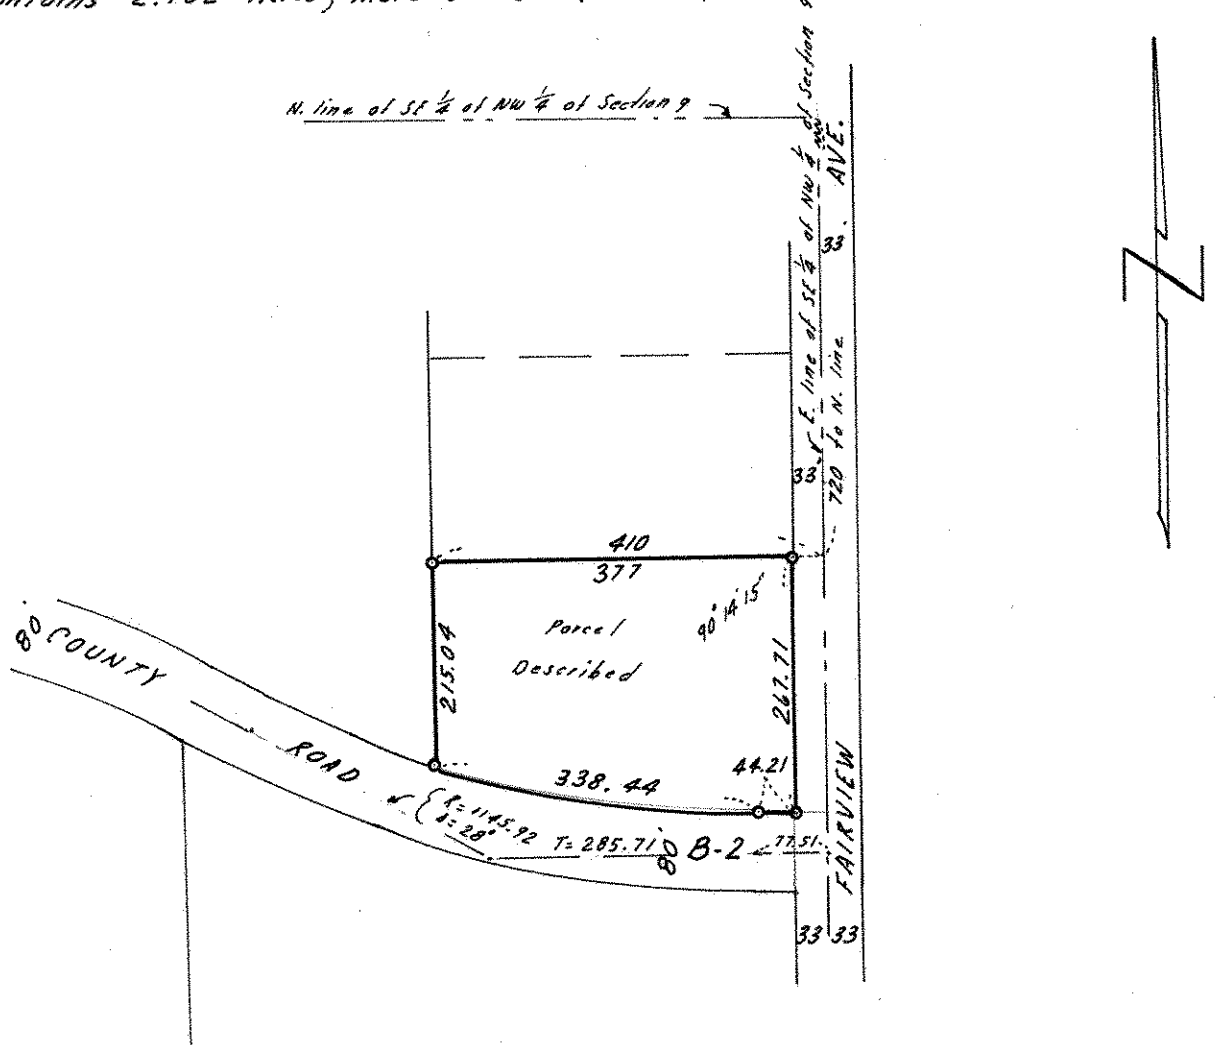 N. line of SE 1/4 of NW 1/4 of Section 9
E. line of SE 1/4 of NW 1/4 of Section 9
AVE.
33
33
720 to N. line
410
377
90° 14' 15"
Parcel
Described
215.04
267.71
80' COUNTY
ROAD
338.44
44.21
R=1145.92
Δ=28°
T=285.71'
80'
B-2
77.51
FAIRVIEW
33 33
N